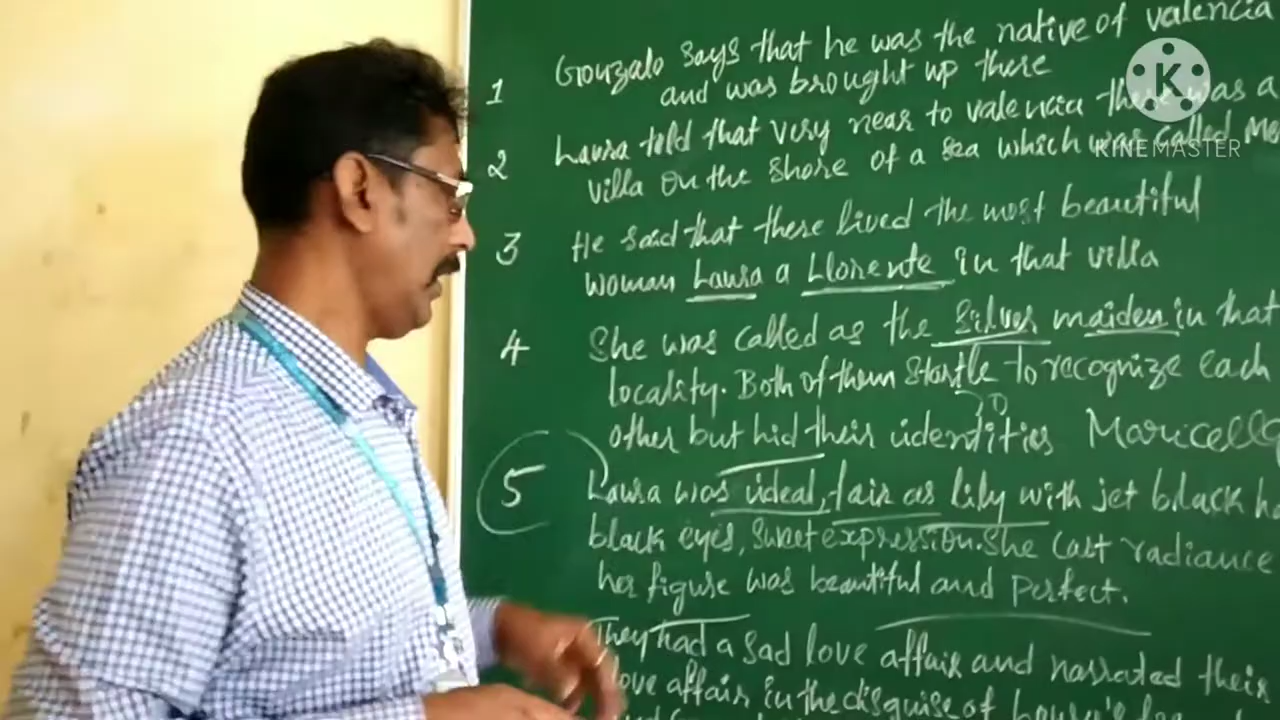 1 Gonzalo says that he was the native of valencia
and was brought up there
2 Laura told that very near to valencia there was a
villa on the shore of a sea which was called
3 He said that there lived the most beautiful
woman Laura a Llorente in that villa
4 She was called as the Silver maiden in that
locality. Both of them startle to recognize each
other but hid their identities Maricella
5 Laura was ideal, fair as lily with jet black
black eyes, sweet expression. She cast radiance
her figure was beautiful and perfect.
They had a sad love affair and narrated their
love affair in the disguise of
K
KINEMASTER